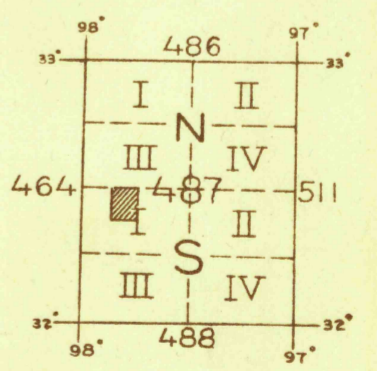 98° 97°
33° 486 33°
I II
N
III IV
464 487 511
I II
S
III IV
32° 488 32°
98° 97°